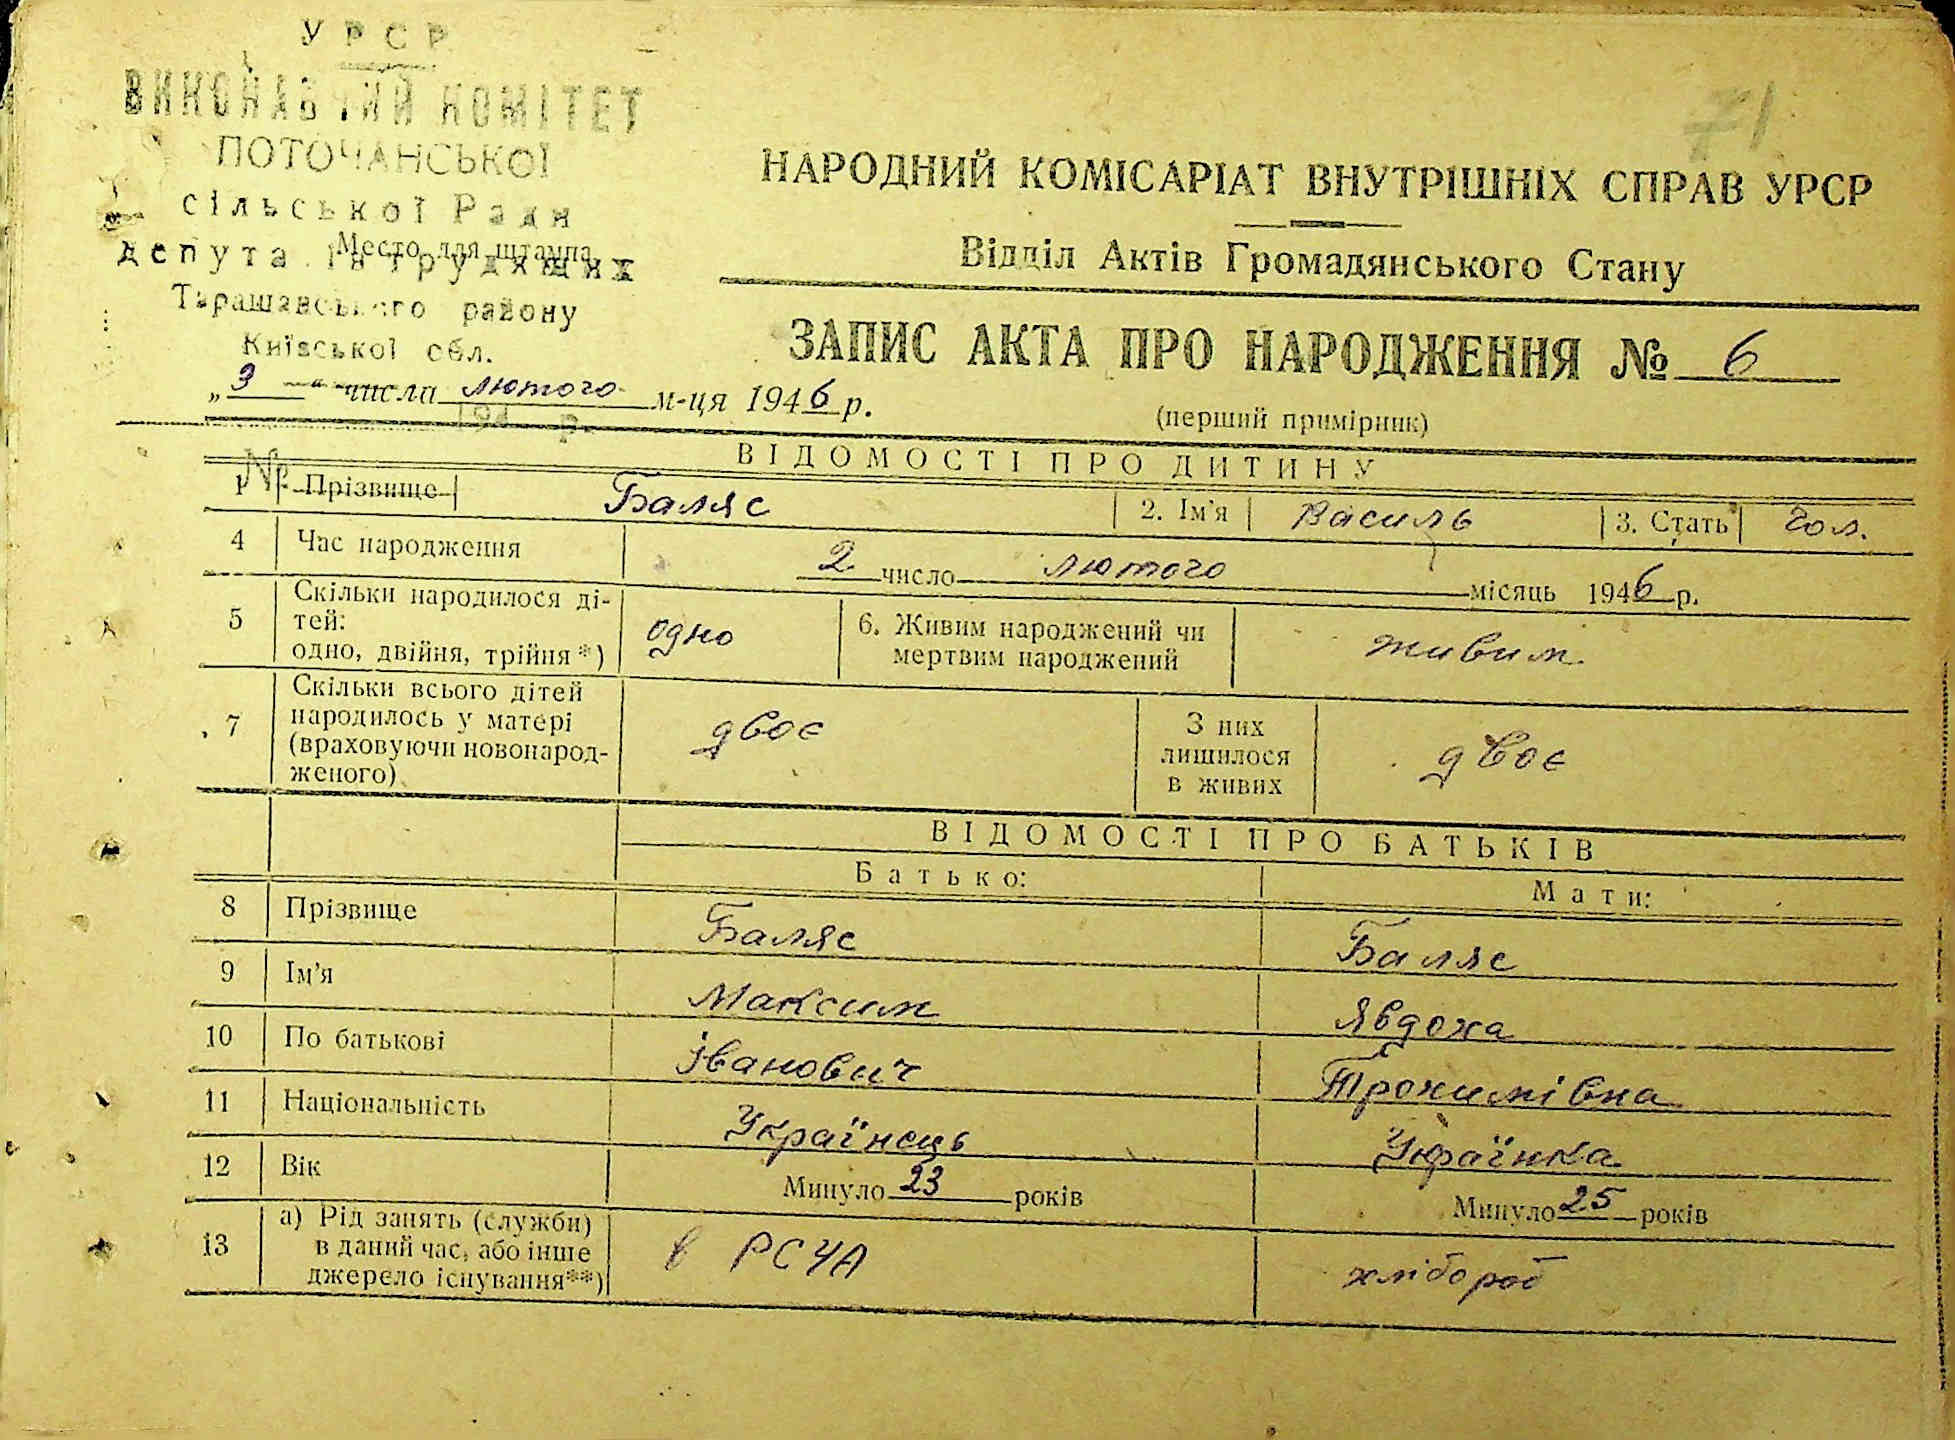 УРСР
ВИКОНАВЧИЙ КОМІТЕТ
ПОТОЧАНСЬКОЇ
сільської Ради
депутатів трудящих
Место для штампа
Таращанського району
Київської обл.
71
НАРОДНИЙ КОМІСАРІАТ ВНУТРІШНІХ СПРАВ УРСР
Відділ Актів Громадянського Стану
ЗАПИС АКТА ПРО НАРОДЖЕННЯ № 6
(перший примірник)
„3“ числа лютого м-ця 1946 р.
194 р.
№
ВІДОМОСТІ ПРО ДИТИНУ
1 Прізвище Баляс 2. Ім'я Василь 3. Стать чол.
4 Час народження 2 число лютого місяць 1946 р.
5 Скільки народилося ді-
тей:
одно, двійня, трійня*) одно 6. Живим народжений чи
мертвим народжений живим
7 Скільки всього дітей
народилось у матері
(враховуючи новонарод-
женого) двоє З них
лишилося
в живих двоє
ВІДОМОСТІ ПРО БАТЬКІВ
Батько: Мати:
8 Прізвище Баляс Баляс
9 Ім'я Максим Явдоха
10 По батькові Іванович Трохимівна
11 Національність Українець Українка
12 Вік Минуло 23 років Минуло 25 років
13 а) Рід занять (служби)
в даний час, або інше
джерело існування**) в РСЧА хлібороб